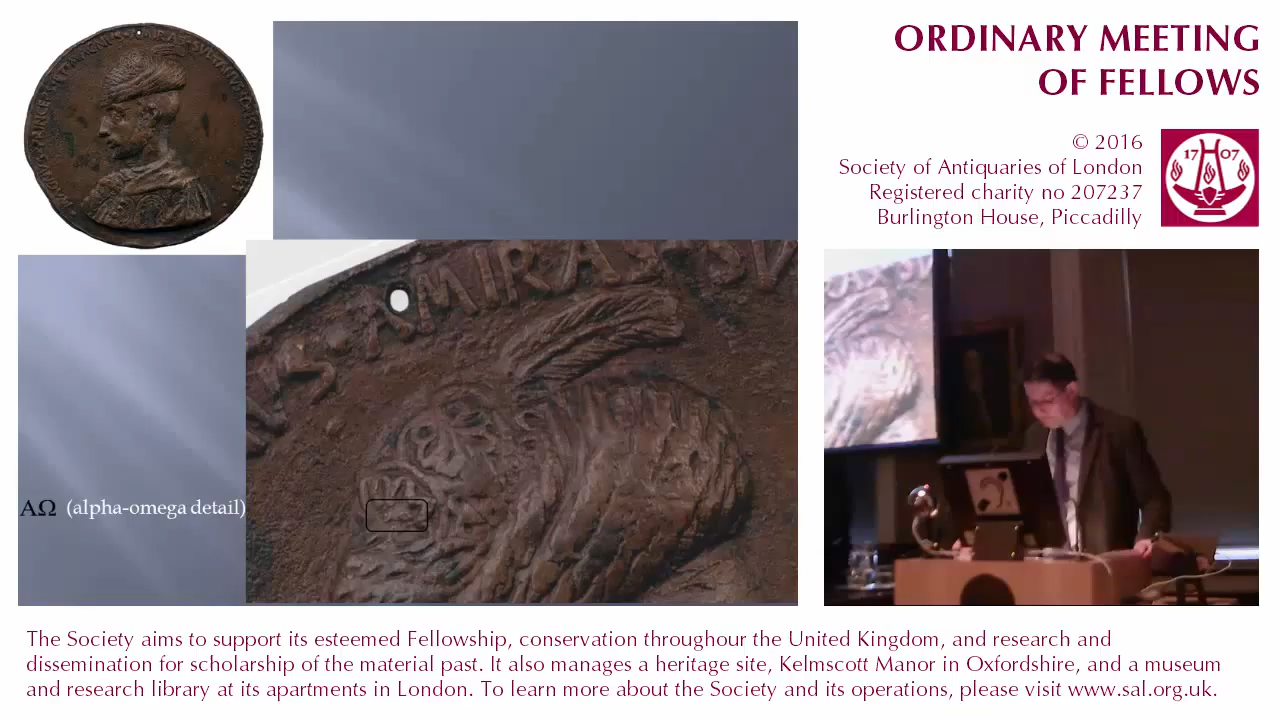 ORDINARY MEETING
OF FELLOWS
© 2016
Society of Antiquaries of London
Registered charity no 207237
Burlington House, Piccadilly
17 07
AMIRAS SV
ΑΩ (alpha-omega detail)
The Society aims to support its esteemed Fellowship, conservation throughour the United Kingdom, and research and
dissemination for scholarship of the material past. It also manages a heritage site, Kelmscott Manor in Oxfordshire, and a museum
and research library at its apartments in London. To learn more about the Society and its operations, please visit www.sal.org.uk.